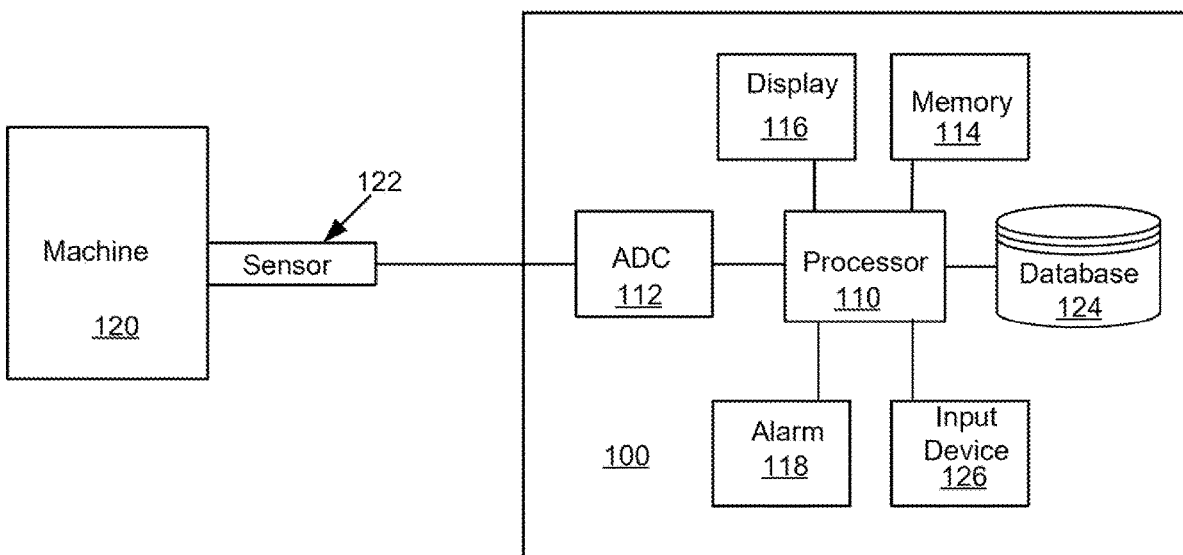 Display
116
Memory
114
122
Machine
120
Sensor
ADC
112
Processor
110
Database
124
100
Alarm
118
Input
Device
126